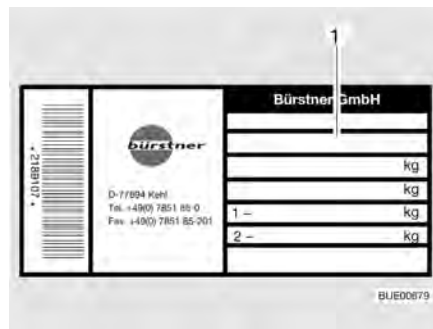 1
Bürstner GmbH
*2189107*
bürstner
D-77694 Kehl
Tel. +49(0) 7851 85-0
Fax. +49(0) 7851 85-201
kg
kg
1 – kg
2 – kg
BUE00679